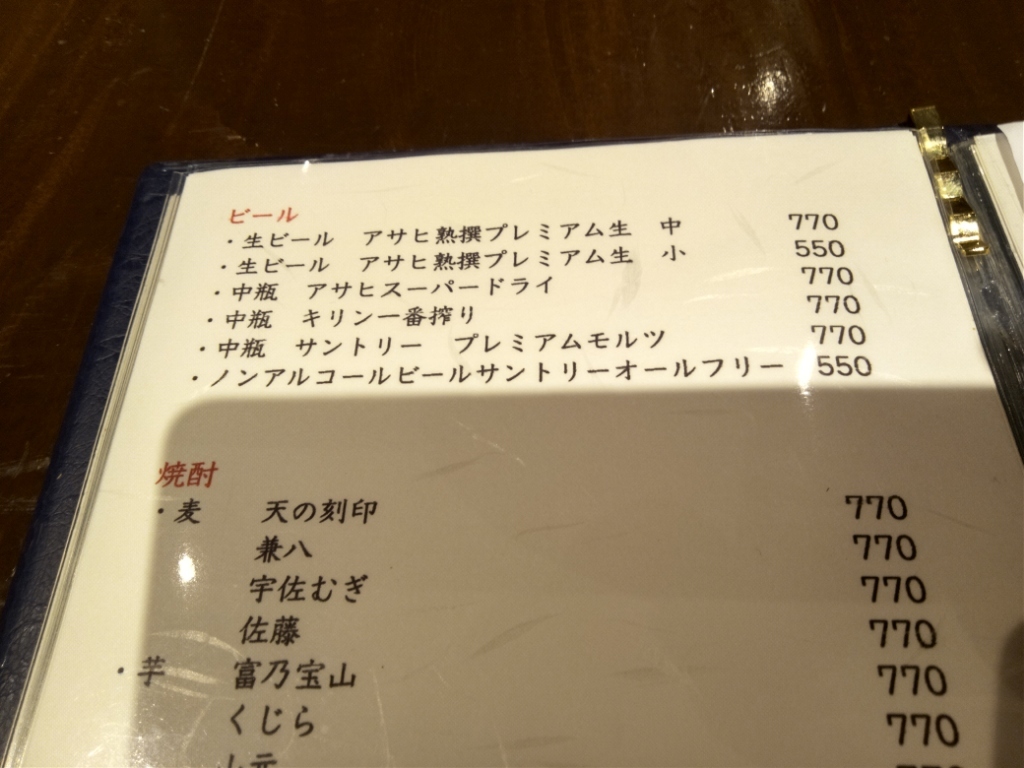 ビール
・生ビール　アサヒ熟撰プレミアム生　中　770
・生ビール　アサヒ熟撰プレミアム生　小　550
・中瓶　アサヒスーパードライ　770
・中瓶　キリン一番搾り　770
・中瓶　サントリー　プレミアムモルツ　770
・ノンアルコールビールサントリーオールフリー　550
焼酎
・麦　天の刻印　770
兼八　770
宇佐むぎ　770
佐藤　770
・芋　富乃宝山　770
くじら　770